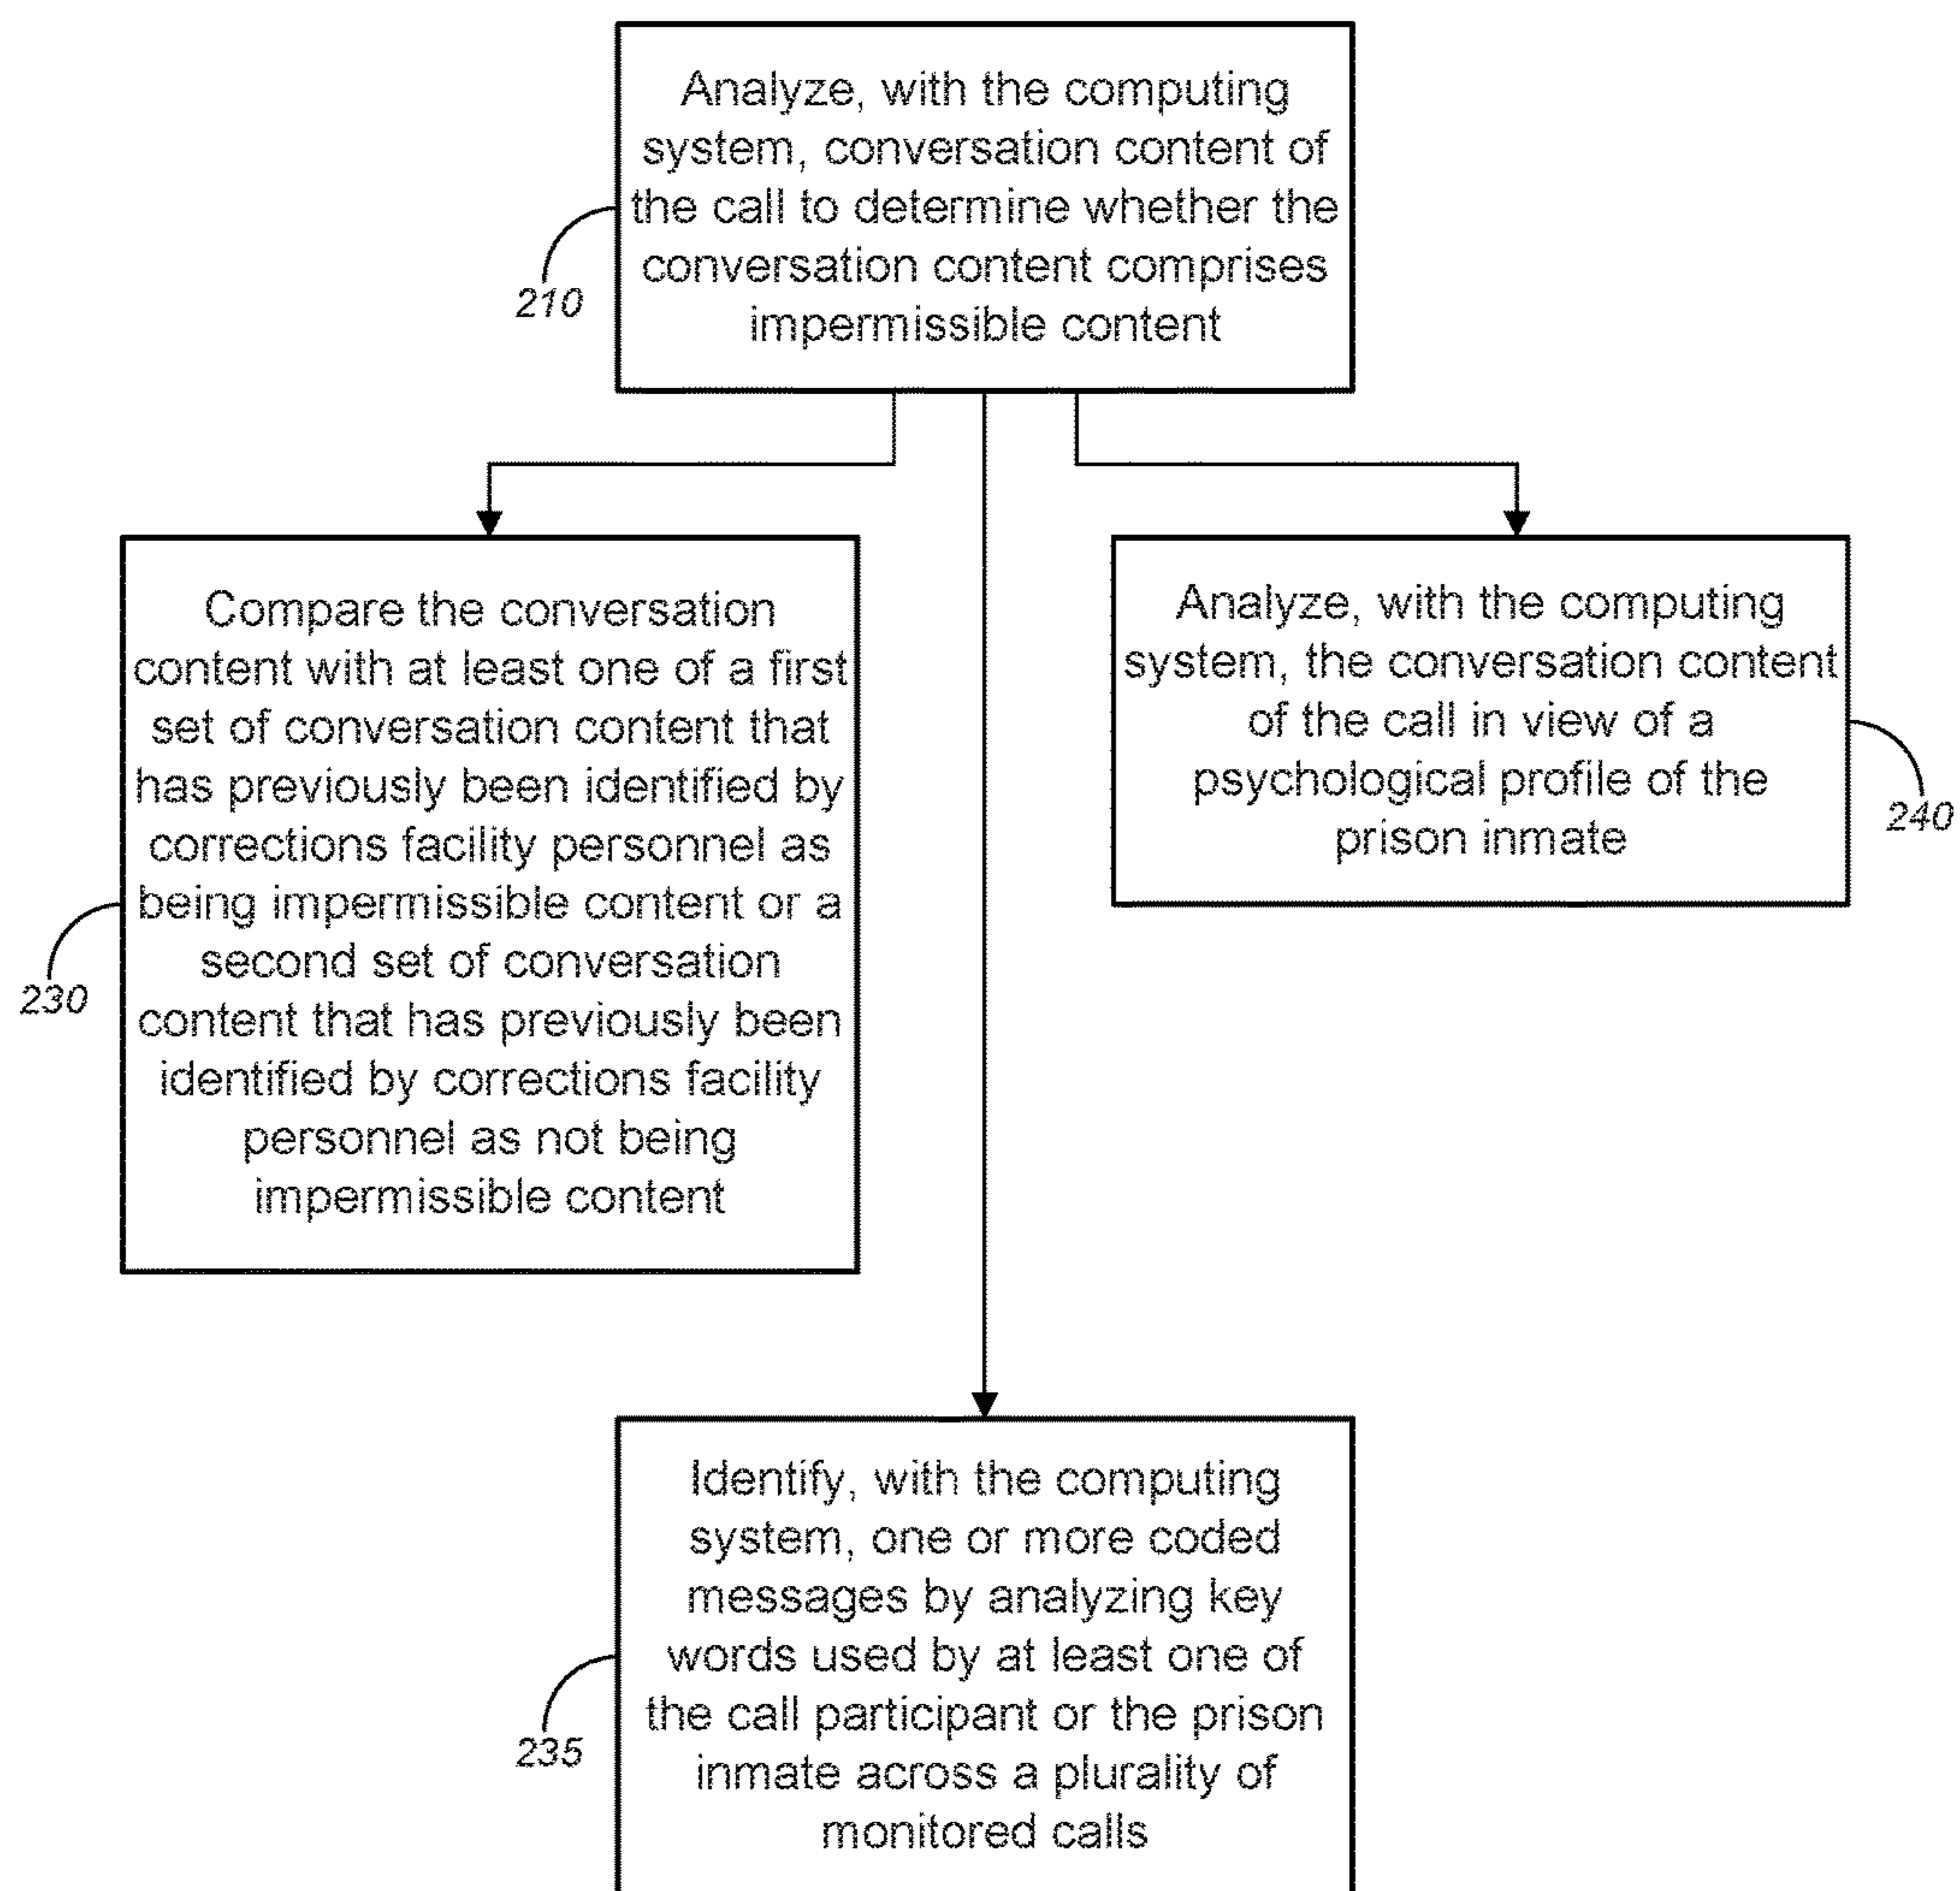 Analyze, with the computing
system, conversation content of
the call to determine whether the
conversation content comprises
impermissible content
210
Compare the conversation
content with at least one of a first
set of conversation content that
has previously been identified by
corrections facility personnel as
being impermissible content or a
second set of conversation
content that has previously been
identified by corrections facility
personnel as not being
impermissible content
230
Analyze, with the computing
system, the conversation content
of the call in view of a
psychological profile of the
prison inmate
240
Identify, with the computing
system, one or more coded
messages by analyzing key
words used by at least one of
the call participant or the prison
inmate across a plurality of
monitored calls
235